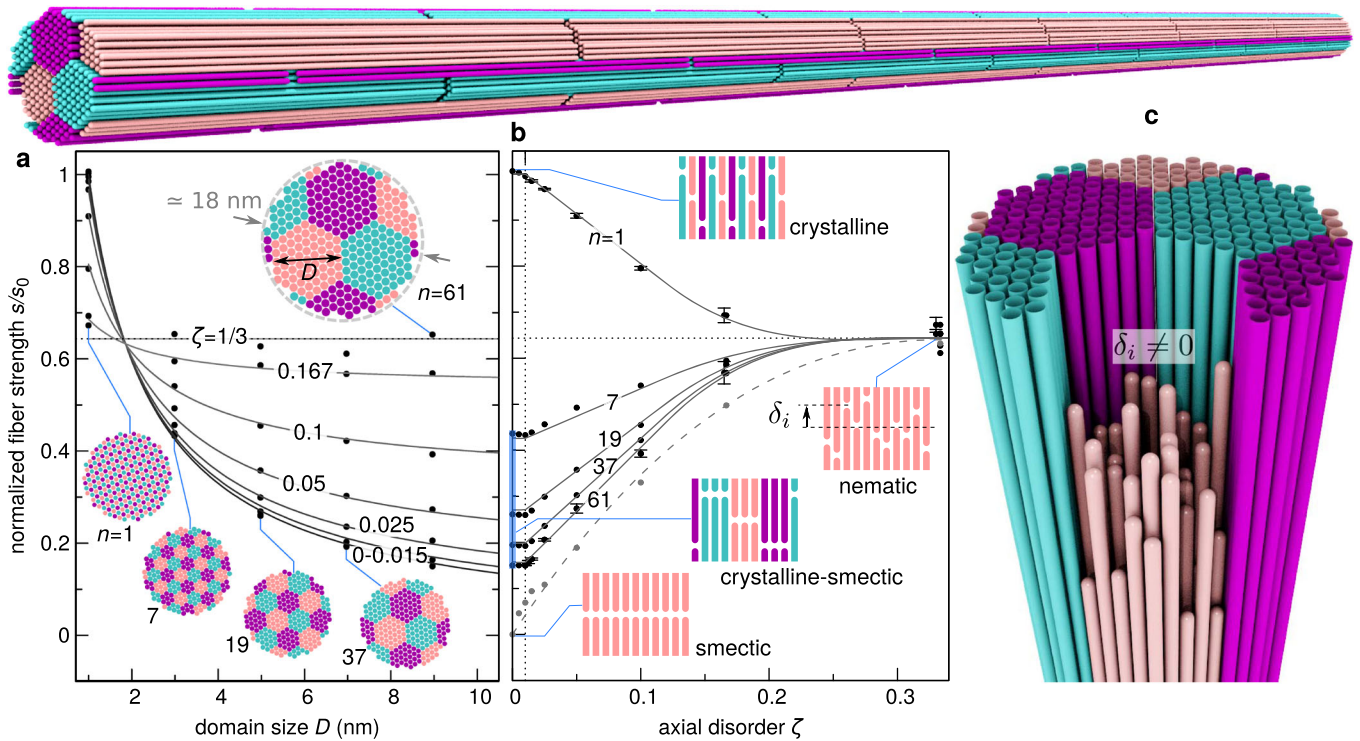 a
b
c
1
0.8
0.6
0.4
0.2
0
normalized fiber strength s/s₀
≃ 18 nm
D
n=61
ζ=1/3
0.167
0.1
0.05
0.025
0-0.015
n=1
7
19
37
2
4
6
8
10
domain size D (nm)
crystalline
n=1
7
19
37
61
δᵢ
nematic
crystalline-smectic
smectic
0
0.1
0.2
0.3
axial disorder ζ
δᵢ ≠ 0